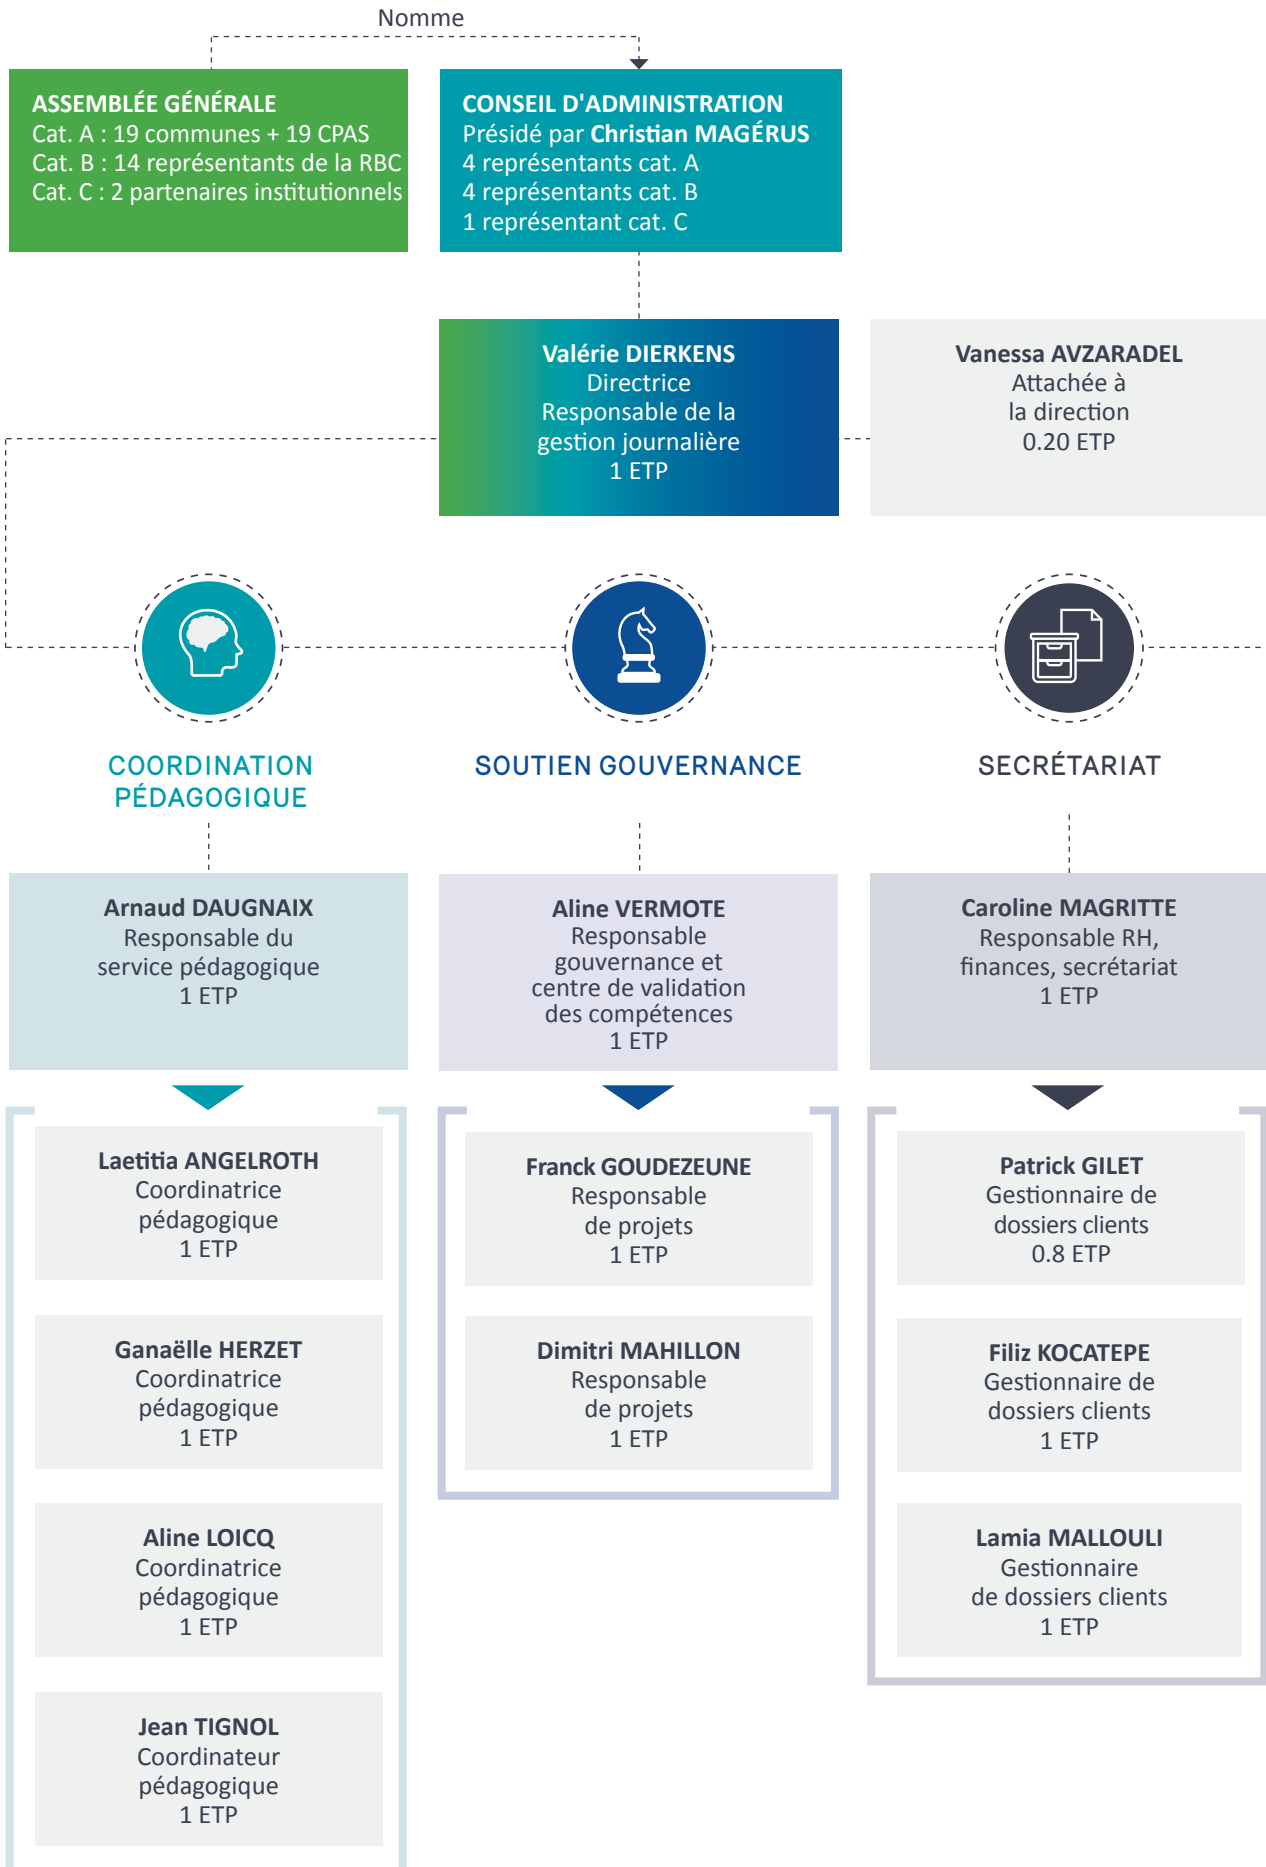 Nomme
ASSEMBLÉE GÉNÉRALE
Cat. A : 19 communes + 19 CPAS
Cat. B : 14 représentants de la RBC
Cat. C : 2 partenaires institutionnels
CONSEIL D'ADMINISTRATION
Présidé par Christian MAGÉRUS
4 représentants cat. A
4 représentants cat. B
1 représentant cat. C
Valérie DIERKENS
Directrice
Responsable de la
gestion journalière
1 ETP
Vanessa AVZARADEL
Attachée à
la direction
0.20 ETP
COORDINATION
PÉDAGOGIQUE
SOUTIEN GOUVERNANCE
SECRÉTARIAT
Arnaud DAUGNAIX
Responsable du
service pédagogique
1 ETP
Aline VERMOTE
Responsable
gouvernance et
centre de validation
des compétences
1 ETP
Caroline MAGRITTE
Responsable RH,
finances, secrétariat
1 ETP
Laetitia ANGELROTH
Coordinatrice
pédagogique
1 ETP
Ganaëlle HERZET
Coordinatrice
pédagogique
1 ETP
Aline LOICQ
Coordinatrice
pédagogique
1 ETP
Jean TIGNOL
Coordinateur
pédagogique
1 ETP
Franck GOUDEZEUNE
Responsable
de projets
1 ETP
Dimitri MAHILLON
Responsable
de projets
1 ETP
Patrick GILET
Gestionnaire de
dossiers clients
0.8 ETP
Filiz KOCATEPE
Gestionnaire de
dossiers clients
1 ETP
Lamia MALLOULI
Gestionnaire
de dossiers clients
1 ETP